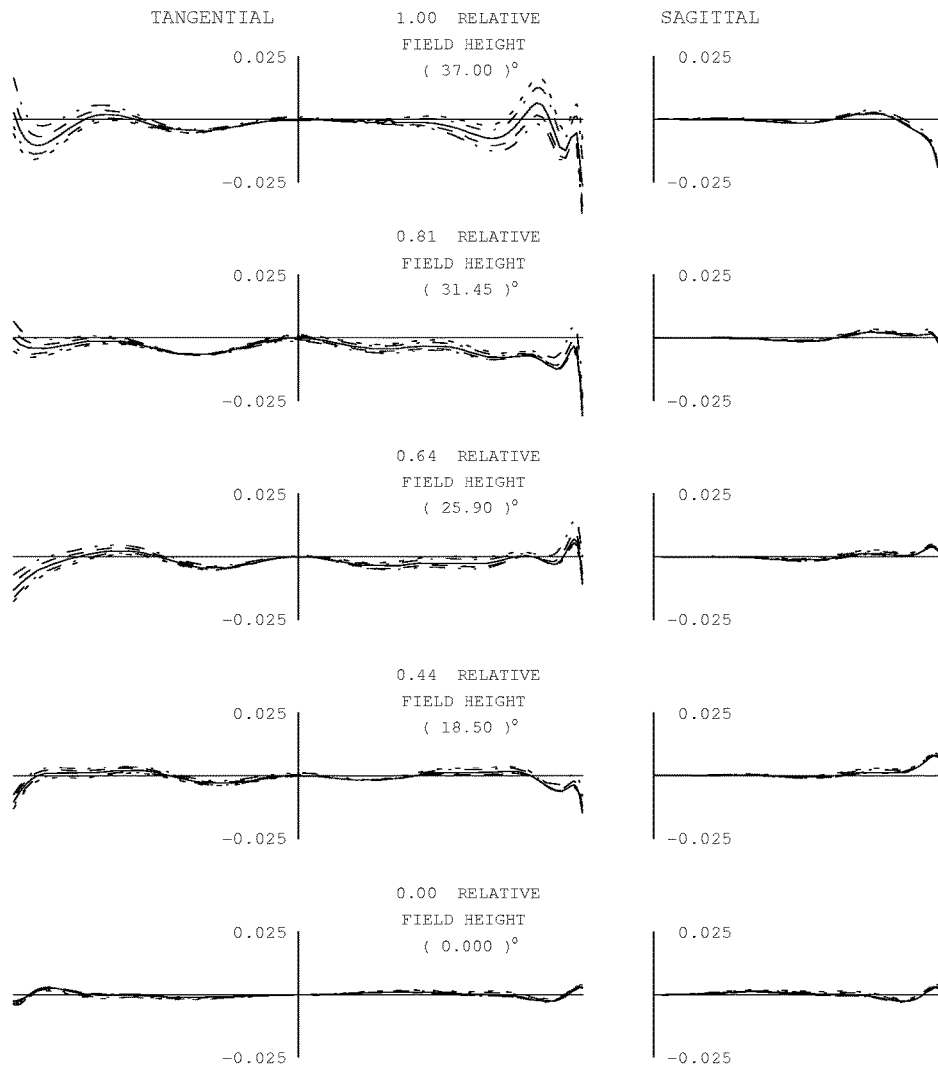 TANGENTIAL
1.00 RELATIVE
SAGITTAL
FIELD HEIGHT
( 37.00 )°
0.025
0.025
−0.025
−0.025
0.81 RELATIVE
FIELD HEIGHT
( 31.45 )°
0.025
0.025
−0.025
−0.025
0.64 RELATIVE
FIELD HEIGHT
( 25.90 )°
0.025
0.025
−0.025
−0.025
0.44 RELATIVE
FIELD HEIGHT
( 18.50 )°
0.025
0.025
−0.025
−0.025
0.00 RELATIVE
FIELD HEIGHT
( 0.000 )°
0.025
0.025
−0.025
−0.025